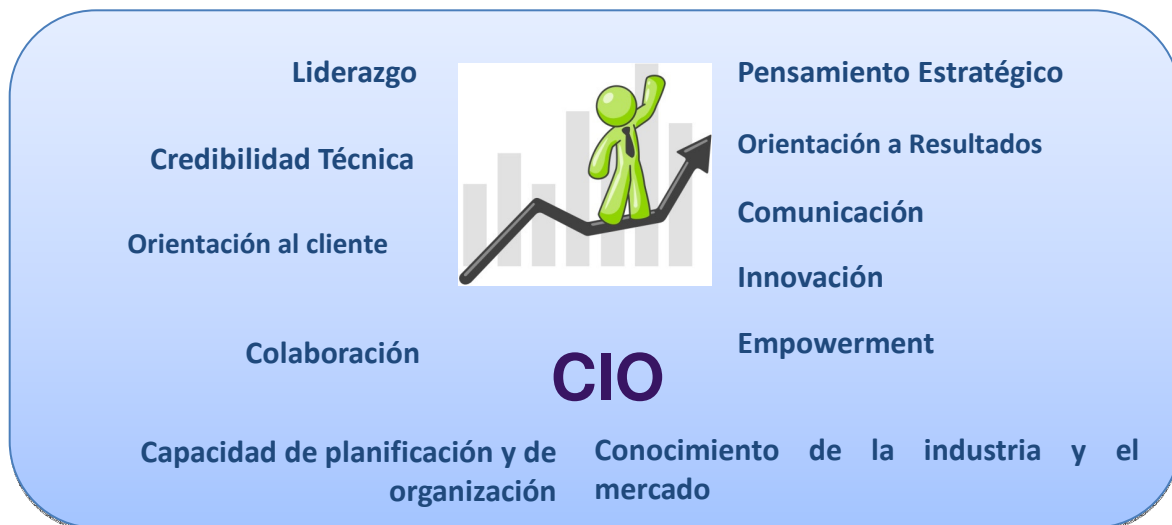 Liderazgo
Pensamiento Estratégico
Credibilidad Técnica
Orientación a Resultados
Orientación al cliente
Comunicación
Innovación
Colaboración
Empowerment
CIO
Capacidad de planificación y de
organización
Conocimiento de la industria y el
mercado